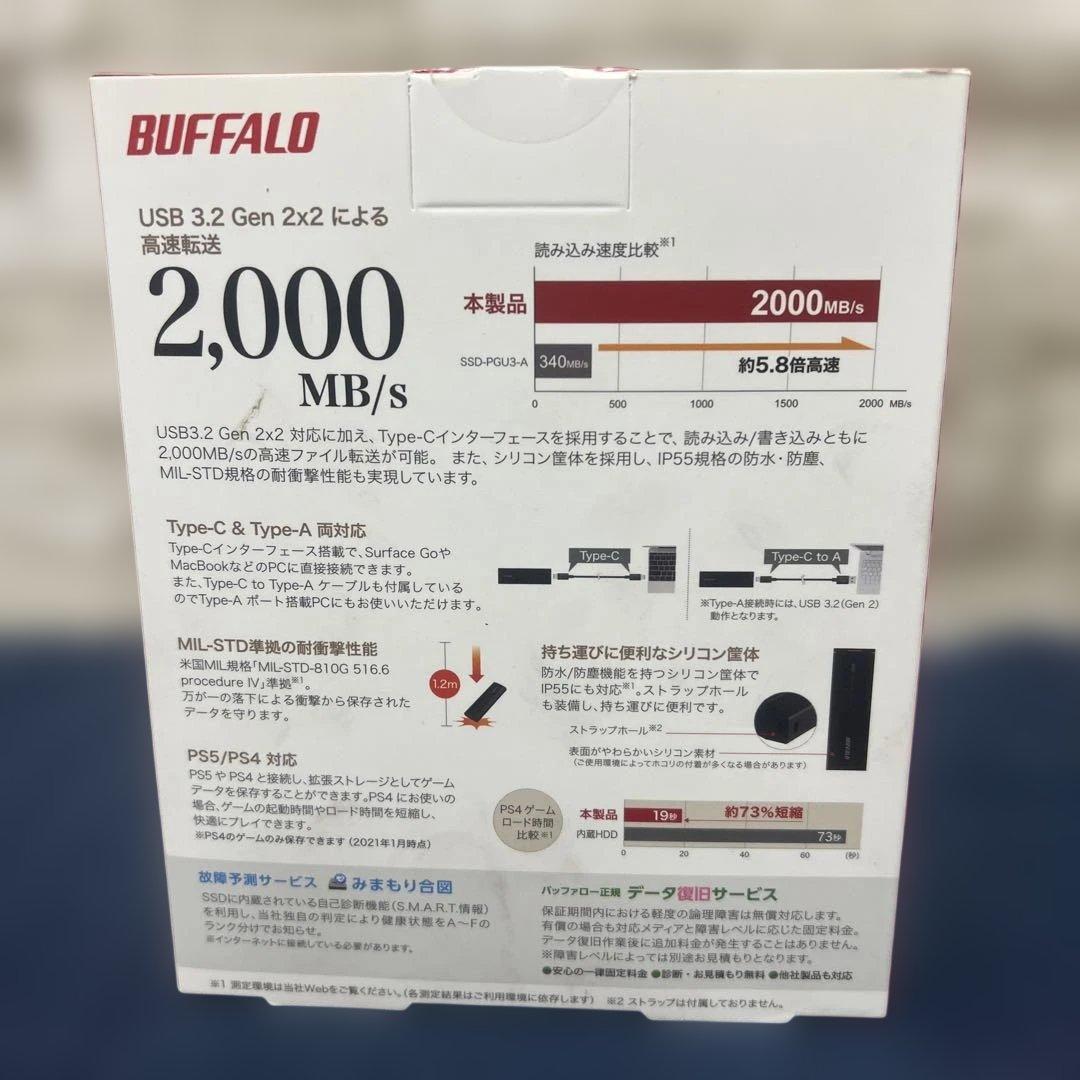 BUFFALO
USB 3.2 Gen 2x2 による
高速転送
2,000
MB/s
読み込み速度比較※1
本製品
2000MB/s
SSD-PGU3-A
340MB/s
約5.8倍高速
0
500
1000
1500
2000 MB/s
USB3.2 Gen 2x2 対応に加え、Type-Cインターフェースを採用することで、読み込み/書き込みともに
2,000MB/sの高速ファイル転送が可能。 また、シリコン筐体を採用し、IP55規格の防水・防塵、
MIL-STD規格の耐衝撃性能も実現しています。
Type-C & Type-A 両対応
Type-Cインターフェース搭載で、Surface Goや
MacBookなどのPCに直接接続できます。
また、Type-C to Type-A ケーブルも付属している
のでType-A ポート搭載PCにもお使いいただけます。
Type-C
Type-C to A
※Type-A接続時には、USB 3.2(Gen 2)
動作となります。
MIL-STD準拠の耐衝撃性能
米国MIL規格「MIL-STD-810G 516.6
procedure IV」準拠※1。
万が一の落下による衝撃から保存された
データを守ります。
1.2m
持ち運びに便利なシリコン筐体
防水/防塵機能を持つシリコン筐体で
IP55にも対応※1。ストラップホール
も装備し、持ち運びに便利です。
ストラップホール※2
表面がやわらかいシリコン素材
(ご使用環境によってホコリの付着が多くなる場合があります)
BUFFALO
PS5/PS4 対応
PS5 や PS4 と接続し、拡張ストレージとしてゲーム
データを保存することができます。PS4 にお使いの
場合、ゲームの起動時間やロード時間を短縮し、
快適にプレイできます。
※PS4のゲームのみ保存できます (2021年1月時点)
PS4 ゲーム
ロード時間
比較※1
本製品
19秒
約73%短縮
内蔵HDD
73秒
0
20
40
60
(秒)
故障予測サービス みまもり合図
SSDに内蔵されている自己診断機能(S.M.A.R.T.情報)
を利用し、当社独自の判定により健康状態をA〜Fの
ランク分けでお知らせ。
※インターネットに接続している必要があります。
バッファロー正規 データ復旧サービス
保証期間内における軽度の論理障害は無償対応します。
有償の場合も対応メディアと障害レベルに応じた固定料金。
データ復旧作業後に追加料金が発生することはありません。
※障害レベルによっては別途お見積もりとなります。
●安心の一律固定料金 ●診断・お見積もり無料 ●他社製品も対応
※1 測定環境は当社Webをご覧ください。(各測定結果はご利用環境に依存します) ※2 ストラップは付属しておりません。